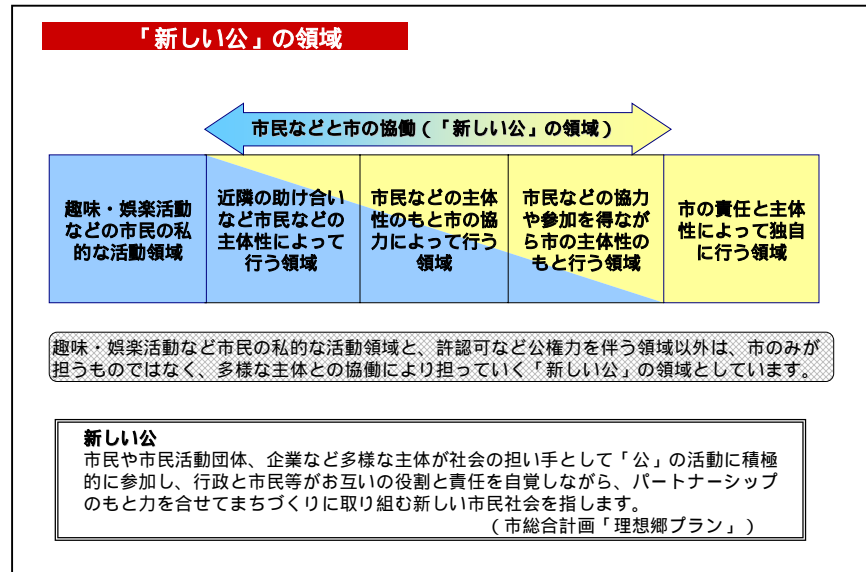 「新しい公」の領域
市民などと市の協働(「新しい公」の領域)
趣味・娯楽活動
などの市民の私
的な活動領域
近隣の助け合い
など市民などの
主体性によって
行う領域
市民などの主体
性のもと市の協
力によって行う
領域
市民などの協力
や参加を得なが
ら市の主体性の
もと行う領域
市の責任と主体
性によって独自
に行う領域
趣味・娯楽活動など市民の私的な活動領域と、許認可など公権力を伴う領域以外は、市のみが
担うものではなく、多様な主体との協働により担っていく「新しい公」の領域としています。
新しい公
市民や市民活動団体、企業など多様な主体が社会の担い手として「公」の活動に積極
的に参加し、行政と市民等がお互いの役割と責任を自覚しながら、パートナーシップ
のもと力を合せてまちづくりに取り組む新しい市民社会を指します。
(市総合計画「理想郷プラン」)